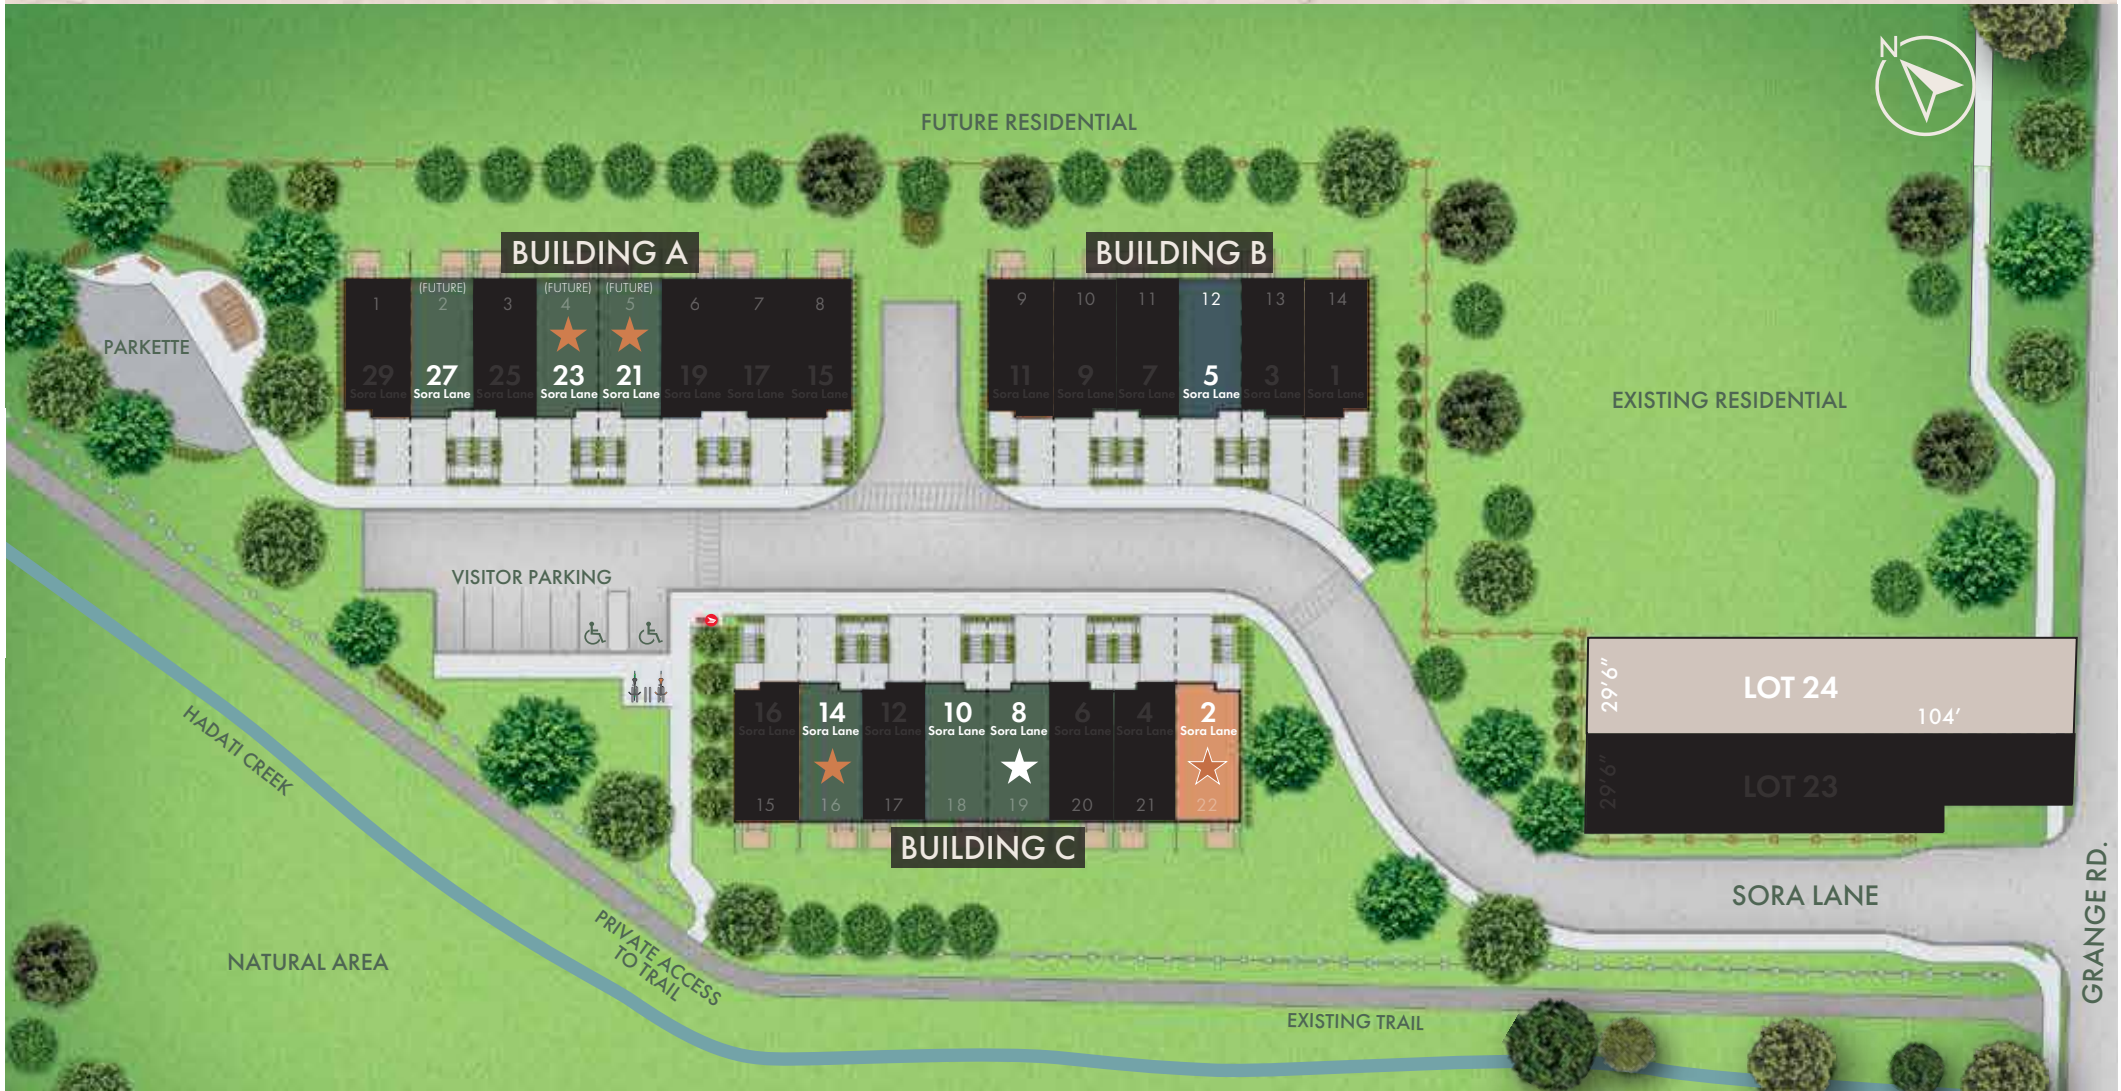 N
FUTURE RESIDENTIAL
BUILDING A
BUILDING B
(FUTURE)
(FUTURE)
(FUTURE)
1
2
3
4
5
6
7
8
9
10
11
12
13
14
PARKETTE
29
27
25
23
21
19
17
15
Sora Lane
Sora Lane
Sora Lane
Sora Lane
Sora Lane
Sora Lane
Sora Lane
Sora Lane
11
9
7
5
3
1
Sora Lane
Sora Lane
Sora Lane
Sora Lane
Sora Lane
Sora Lane
EXISTING RESIDENTIAL
VISITOR PARKING
16
14
12
10
8
6
4
2
Sora Lane
Sora Lane
Sora Lane
Sora Lane
Sora Lane
Sora Lane
Sora Lane
Sora Lane
15
16
17
18
19
20
21
22
BUILDING C
29'6"
LOT 24
104'
29'6"
LOT 23
HADATI CREEK
SORA LANE
GRANGE RD.
NATURAL AREA
PRIVATE ACCESS
TO TRAIL
EXISTING TRAIL